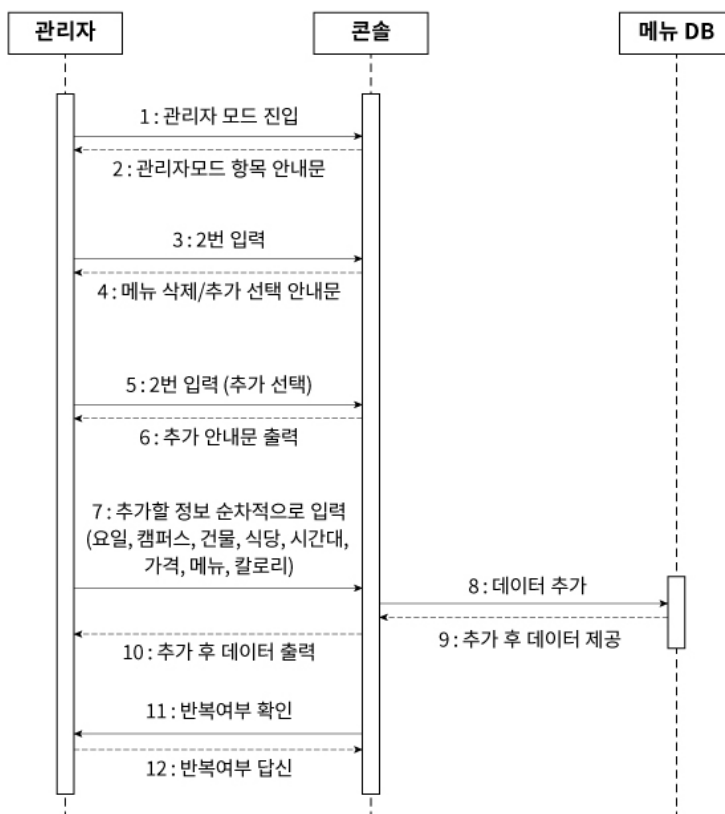 관리자
콘솔
메뉴 DB
1 : 관리자 모드 진입
2 : 관리자모드 항목 안내문
3 : 2번 입력
4 : 메뉴 삭제/추가 선택 안내문
5 : 2번 입력 (추가 선택)
6 : 추가 안내문 출력
7 : 추가할 정보 순차적으로 입력
(요일, 캠퍼스, 건물, 식당, 시간대,
가격, 메뉴, 칼로리)
8 : 데이터 추가
9 : 추가 후 데이터 제공
10 : 추가 후 데이터 출력
11 : 반복여부 확인
12 : 반복여부 답신